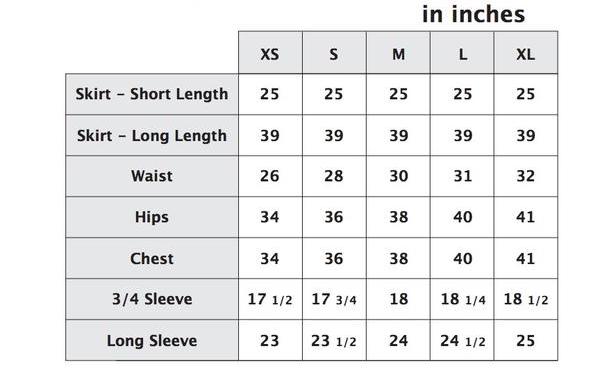 in inches
XS S M L XL
Skirt – Short Length 25 25 25 25 25
Skirt – Long Length 39 39 39 39 39
Waist 26 28 30 31 32
Hips 34 36 38 40 41
Chest 34 36 38 40 41
3/4 Sleeve 17 1/2 17 3/4 18 18 1/4 18 1/2
Long Sleeve 23 23 1/2 24 24 1/2 25